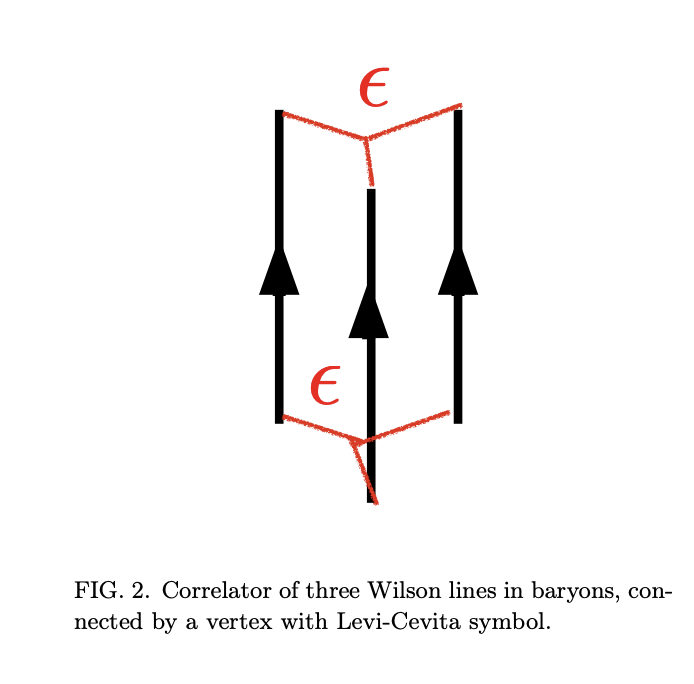 ϵ
ϵ
FIG. 2. Correlator of three Wilson lines in baryons, con-
nected by a vertex with Levi-Cevita symbol.